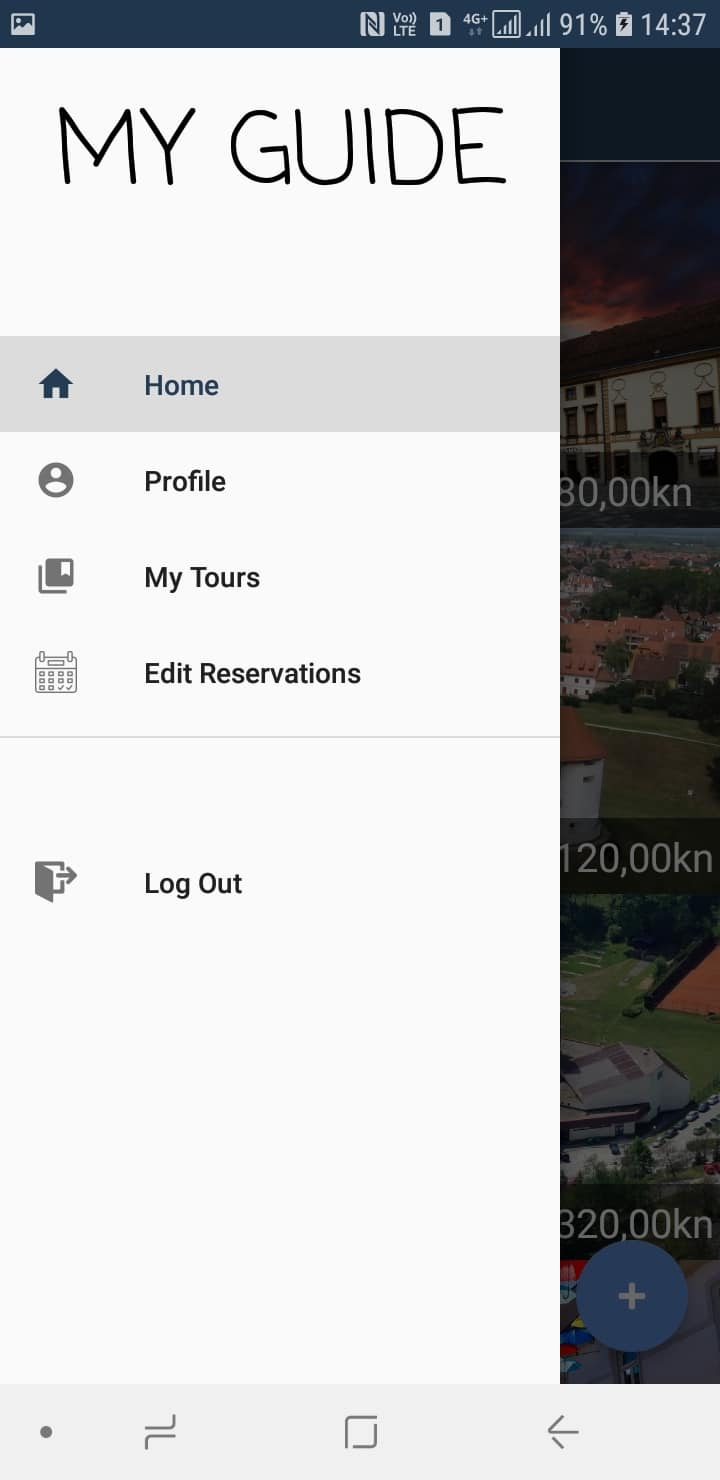 Vo)) LTE 1 4G+ 91% 14:37
MY GUIDE
Home
Profile
80,00kn
My Tours
Edit Reservations
120,00kn
Log Out
320,00kn